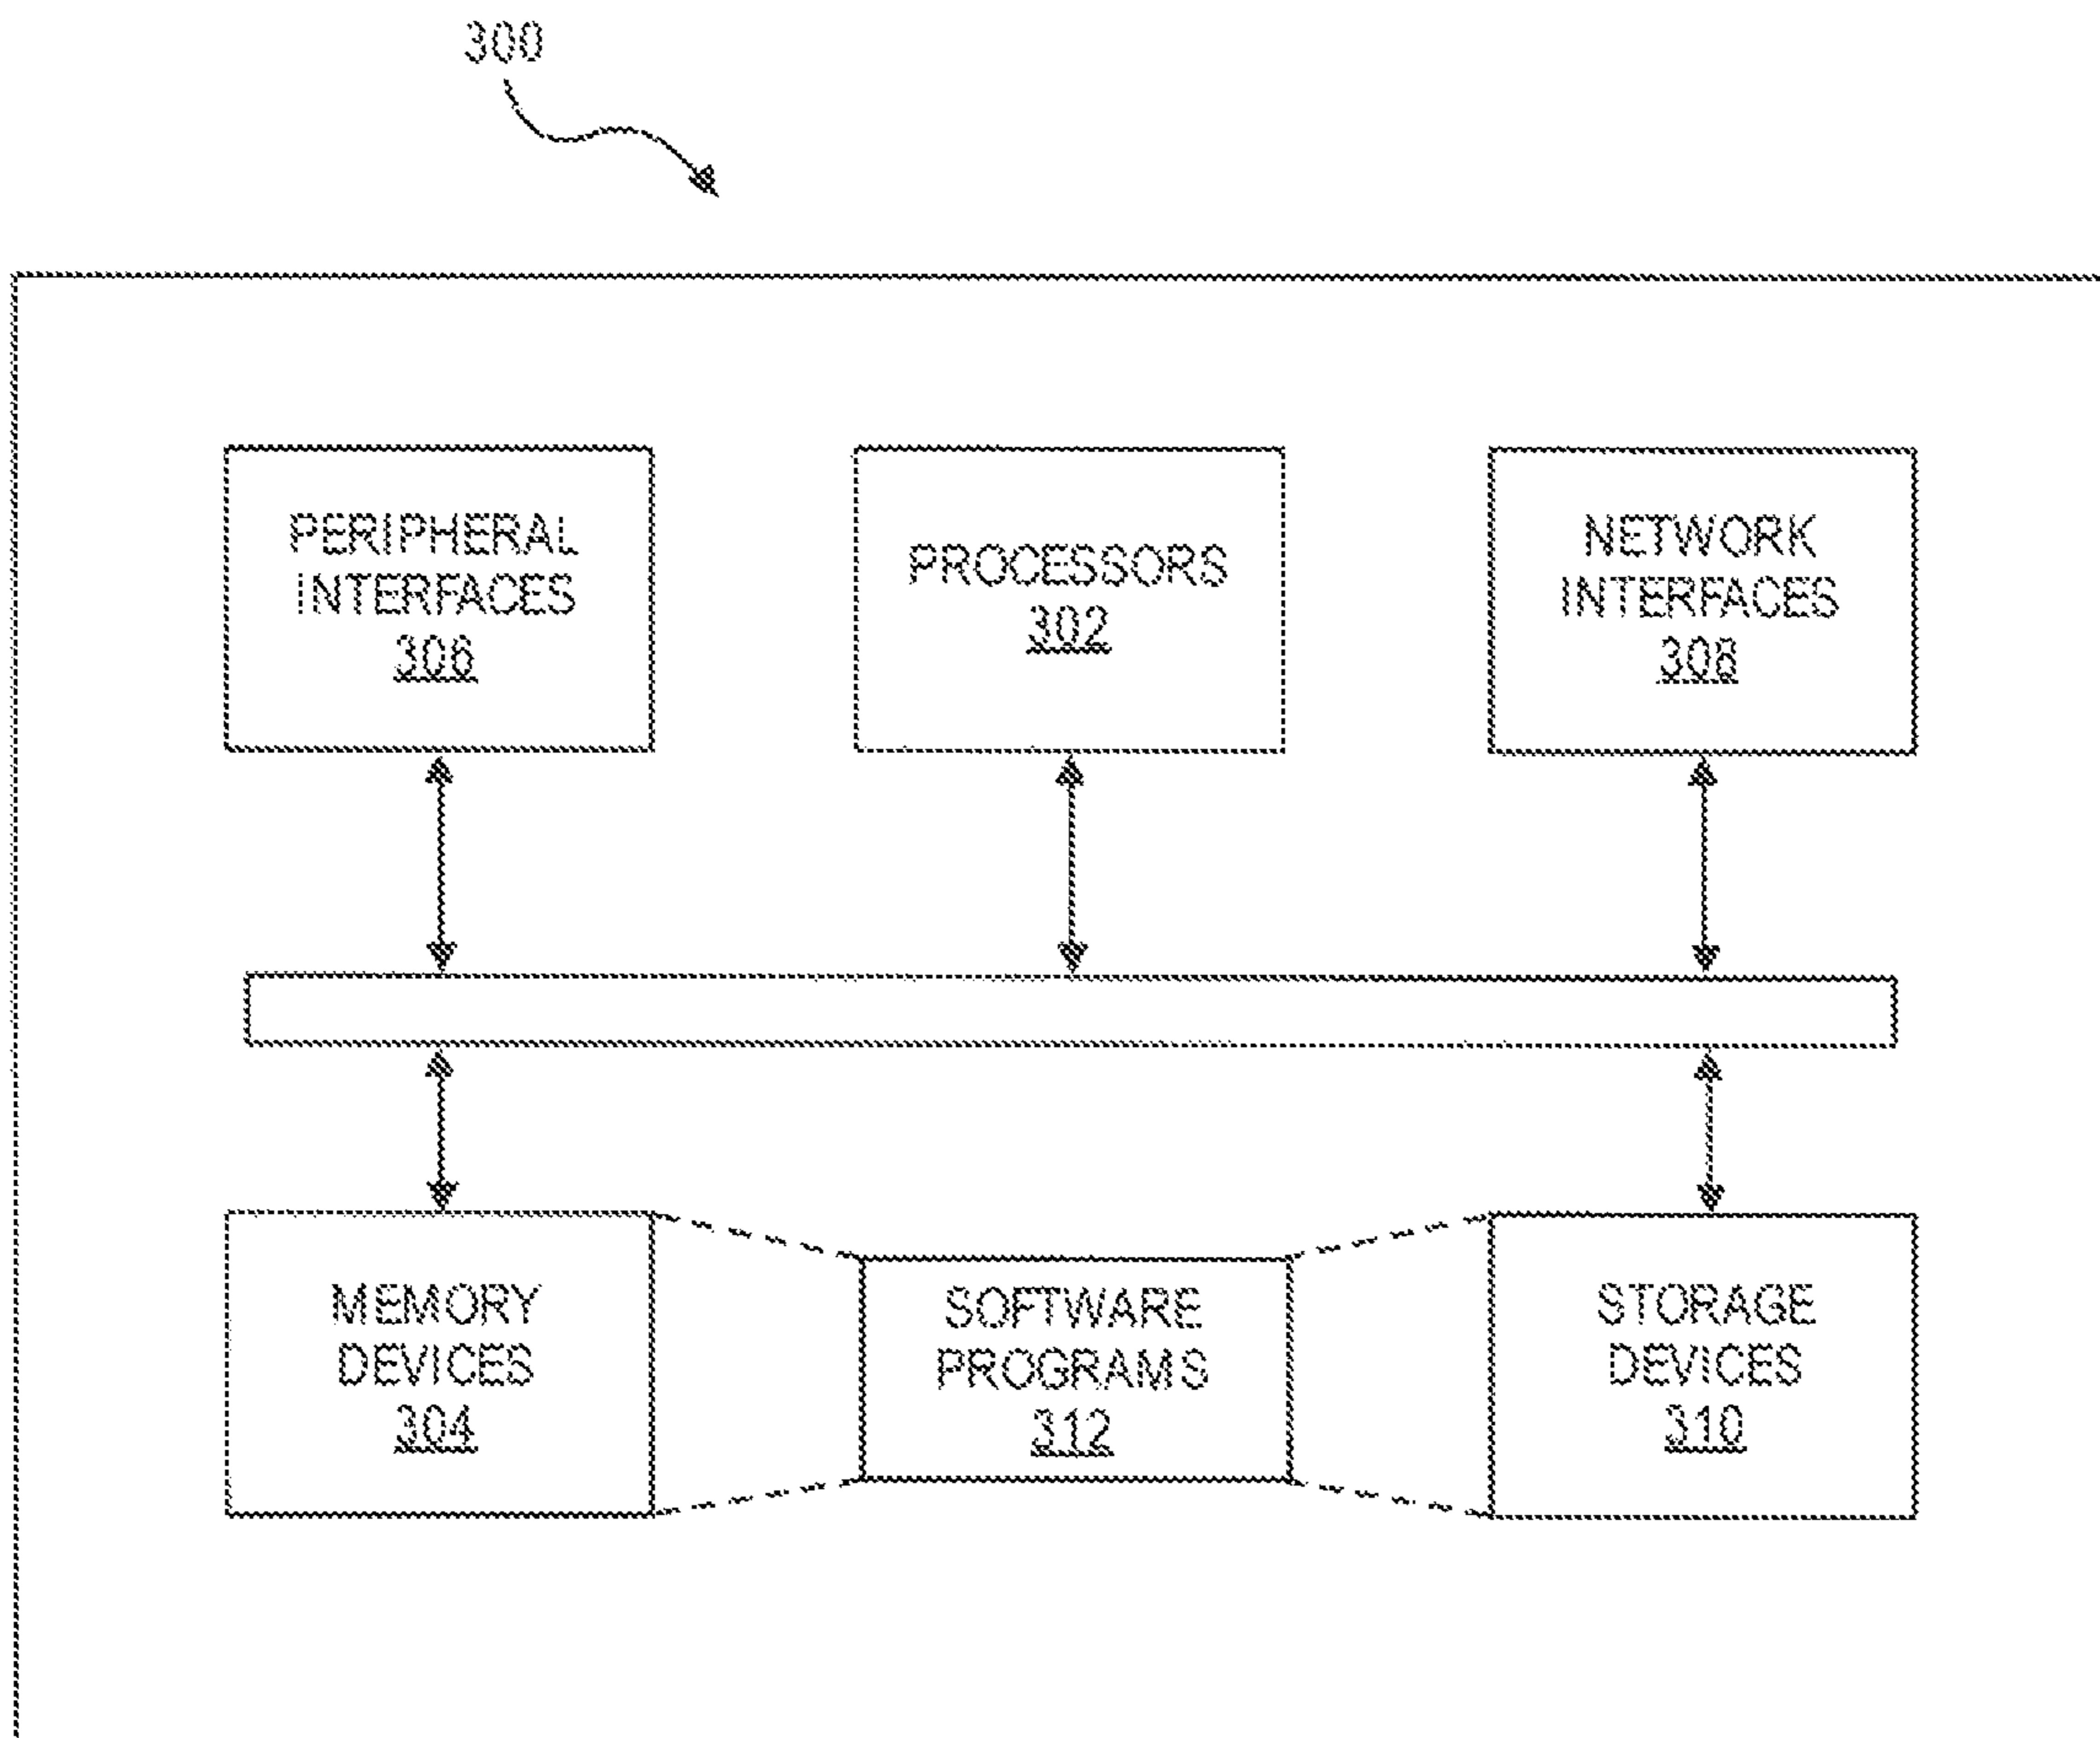 300
PERIPHERAL
INTERFACES
306
PROCESSORS
302
NETWORK
INTERFACES
308
MEMORY
DEVICES
304
SOFTWARE
PROGRAMS
312
STORAGE
DEVICES
310